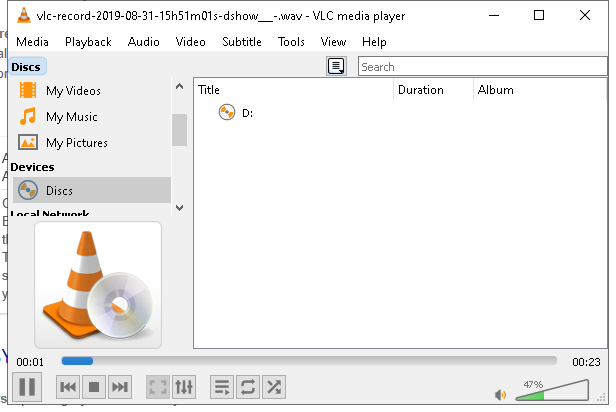 vlc-record-2019-08-31-15h51m01s-dshow__-.wav - VLC media player
Media Playback Audio Video Subtitle Tools View Help
Discs Search
My Videos
My Music
My Pictures
Devices
Discs
Local Network
Title Duration Album
D:
00:01 00:23
47%